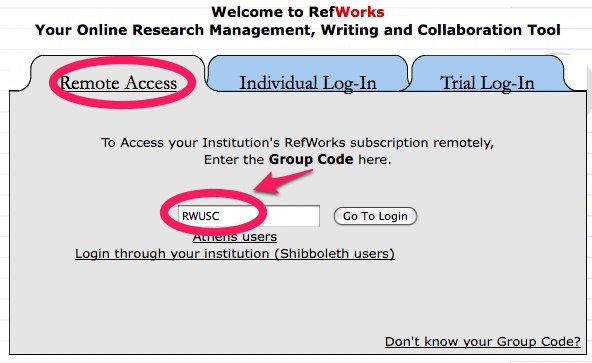 Welcome to RefWorks
Your Online Research Management, Writing and Collaboration Tool
Remote Access
Individual Log-In
Trial Log-In
To Access your Institution's RefWorks subscription remotely,
Enter the Group Code here.
RWUSC
Go To Login
Athens users
Login through your institution (Shibboleth users)
Don't know your Group Code?